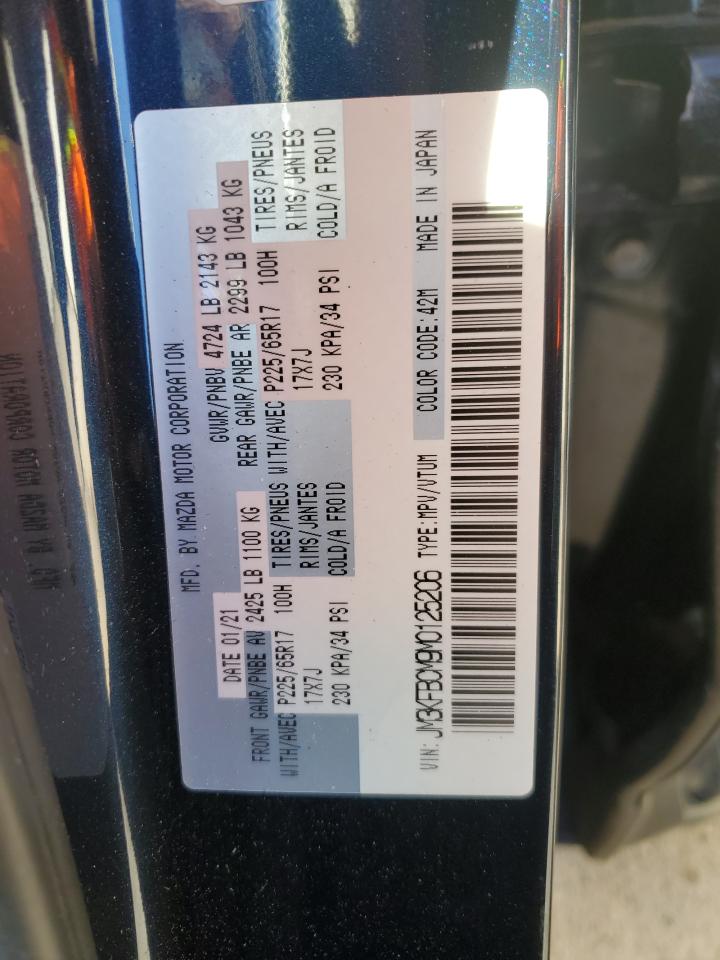 MFD. BY MAZDA MOTOR CORPORATION
DATE 01/21 GVWR/PNBV 4724 LB 2143 KG
FRONT GAWR/PNBE AV 2425 LB 1100 KG REAR GAWR/PNBE AR 2299 LB 1043 KG
WITH/AVEC P225/65R17 100H TIRES/PNEUS WITH/AVEC P225/65R17 100H TIRES/PNEUS
17X7J RIMS/JANTES 17X7J RIMS/JANTES
230 KPA/34 PSI COLD/A FROID 230 KPA/34 PSI COLD/A FROID
VIN: JM3KFBCM9M0125206 TYPE:MPV/VTUM COLOR CODE:42M MADE IN JAPAN